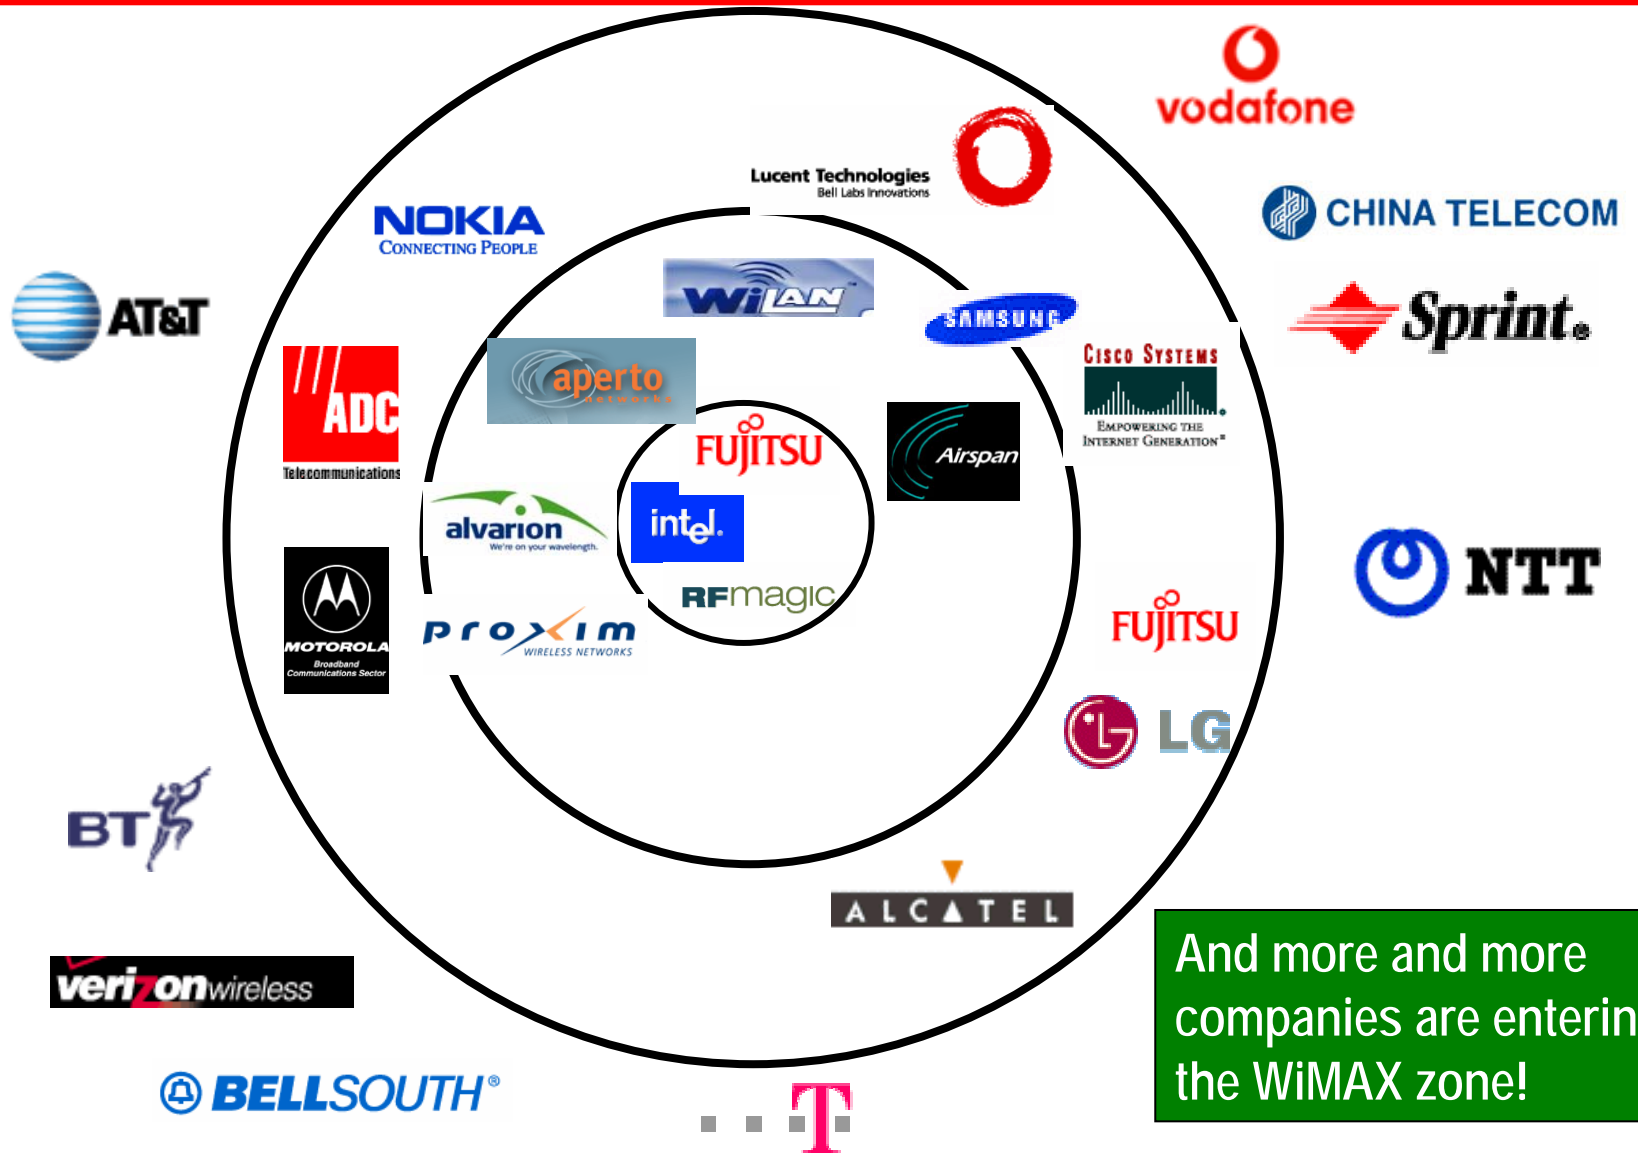 vodafone
Lucent Technologies
Bell Labs Innovations
CHINA TELECOM
NOKIA
CONNECTING PEOPLE
WiLAN™
AT&T
SAMSUNG
Sprint®
CISCO SYSTEMS
EMPOWERING THE
INTERNET GENERATION
ADC
Telecommunications
aperto
networks
FUJITSU
Airspan
alvarion
We're on your wavelength.
intel.
NTT
RFmagic
MOTOROLA
Broadband
Communications Sector
proxim
WIRELESS NETWORKS
FUJITSU
LG
BT
ALCATEL
verizonwireless
BELLSOUTH®
T
And more and more
companies are enterin
the WiMAX zone!